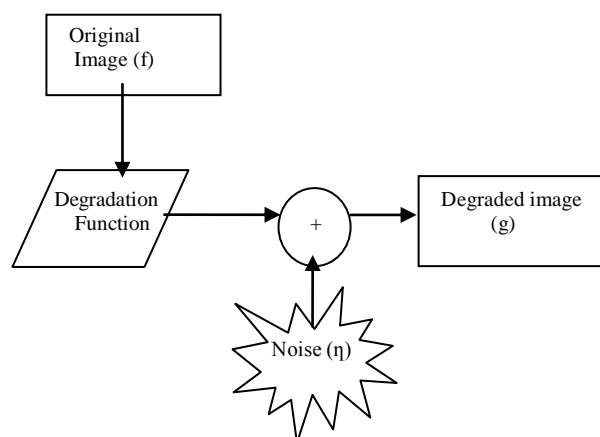 Original
Image (f)
Degradation
Function
+
Degraded image
(g)
Noise (η)